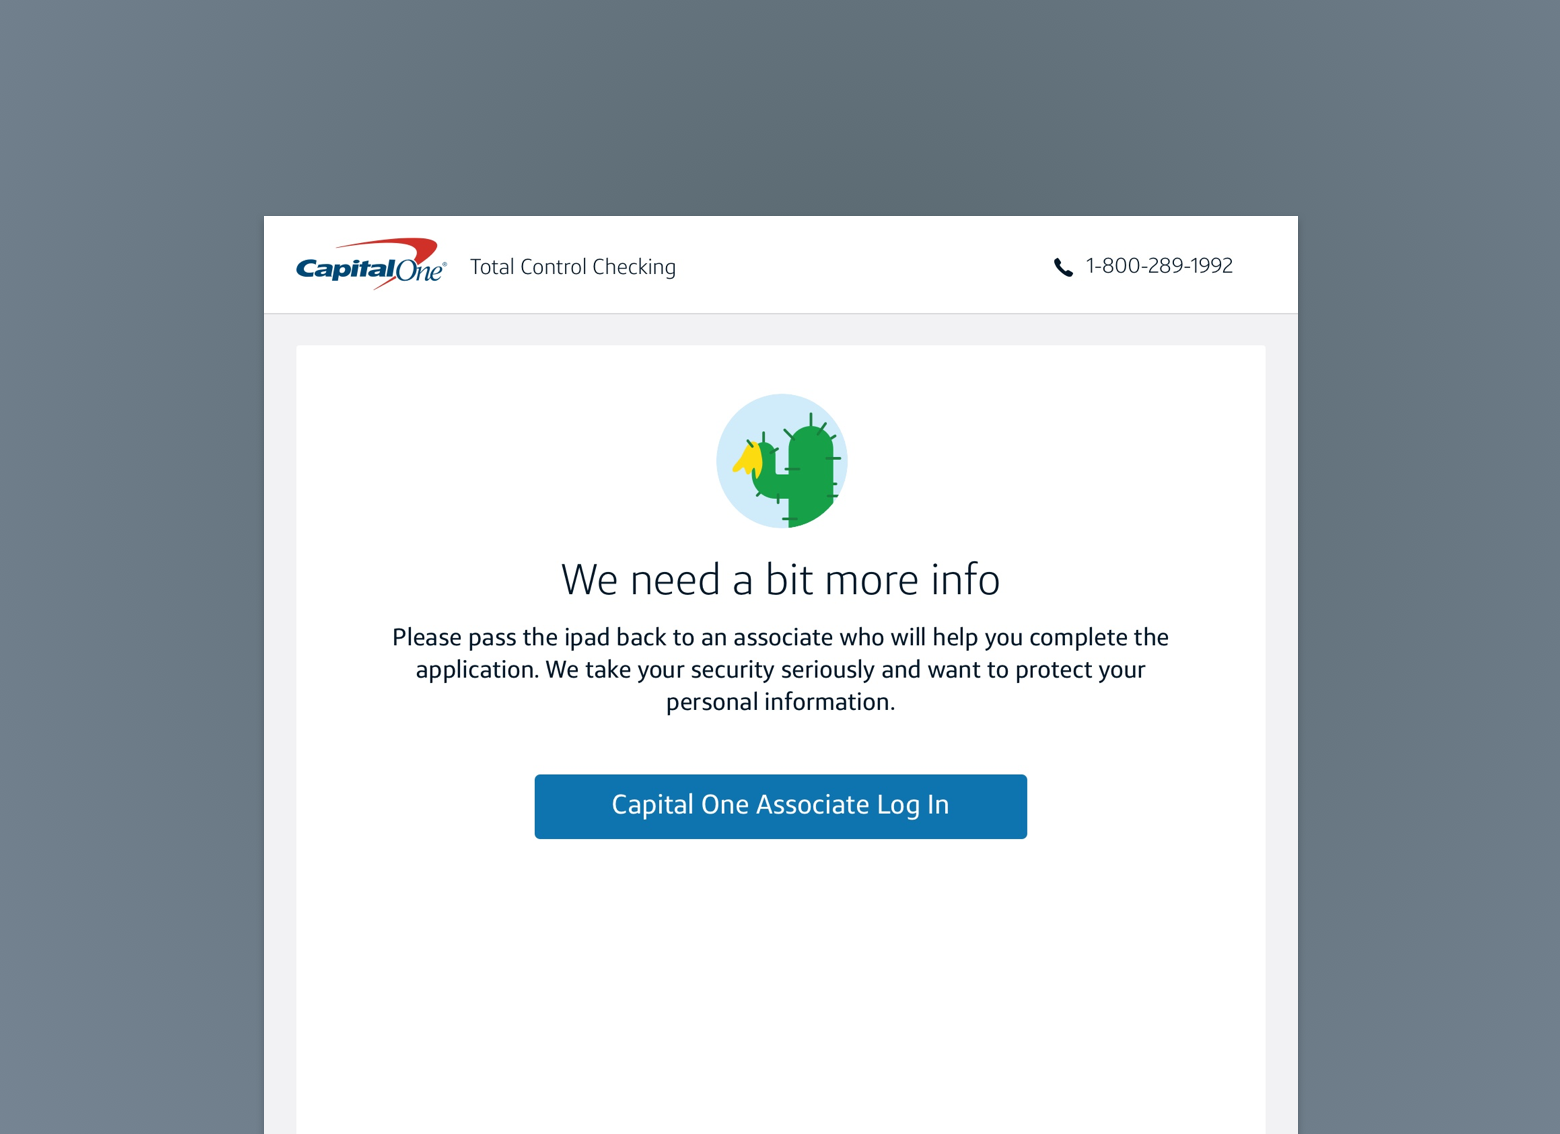 CapitalOne® Total Control Checking 1-800-289-1992
We need a bit more info
Please pass the ipad back to an associate who will help you complete the
application. We take your security seriously and want to protect your
personal information.
Capital One Associate Log In